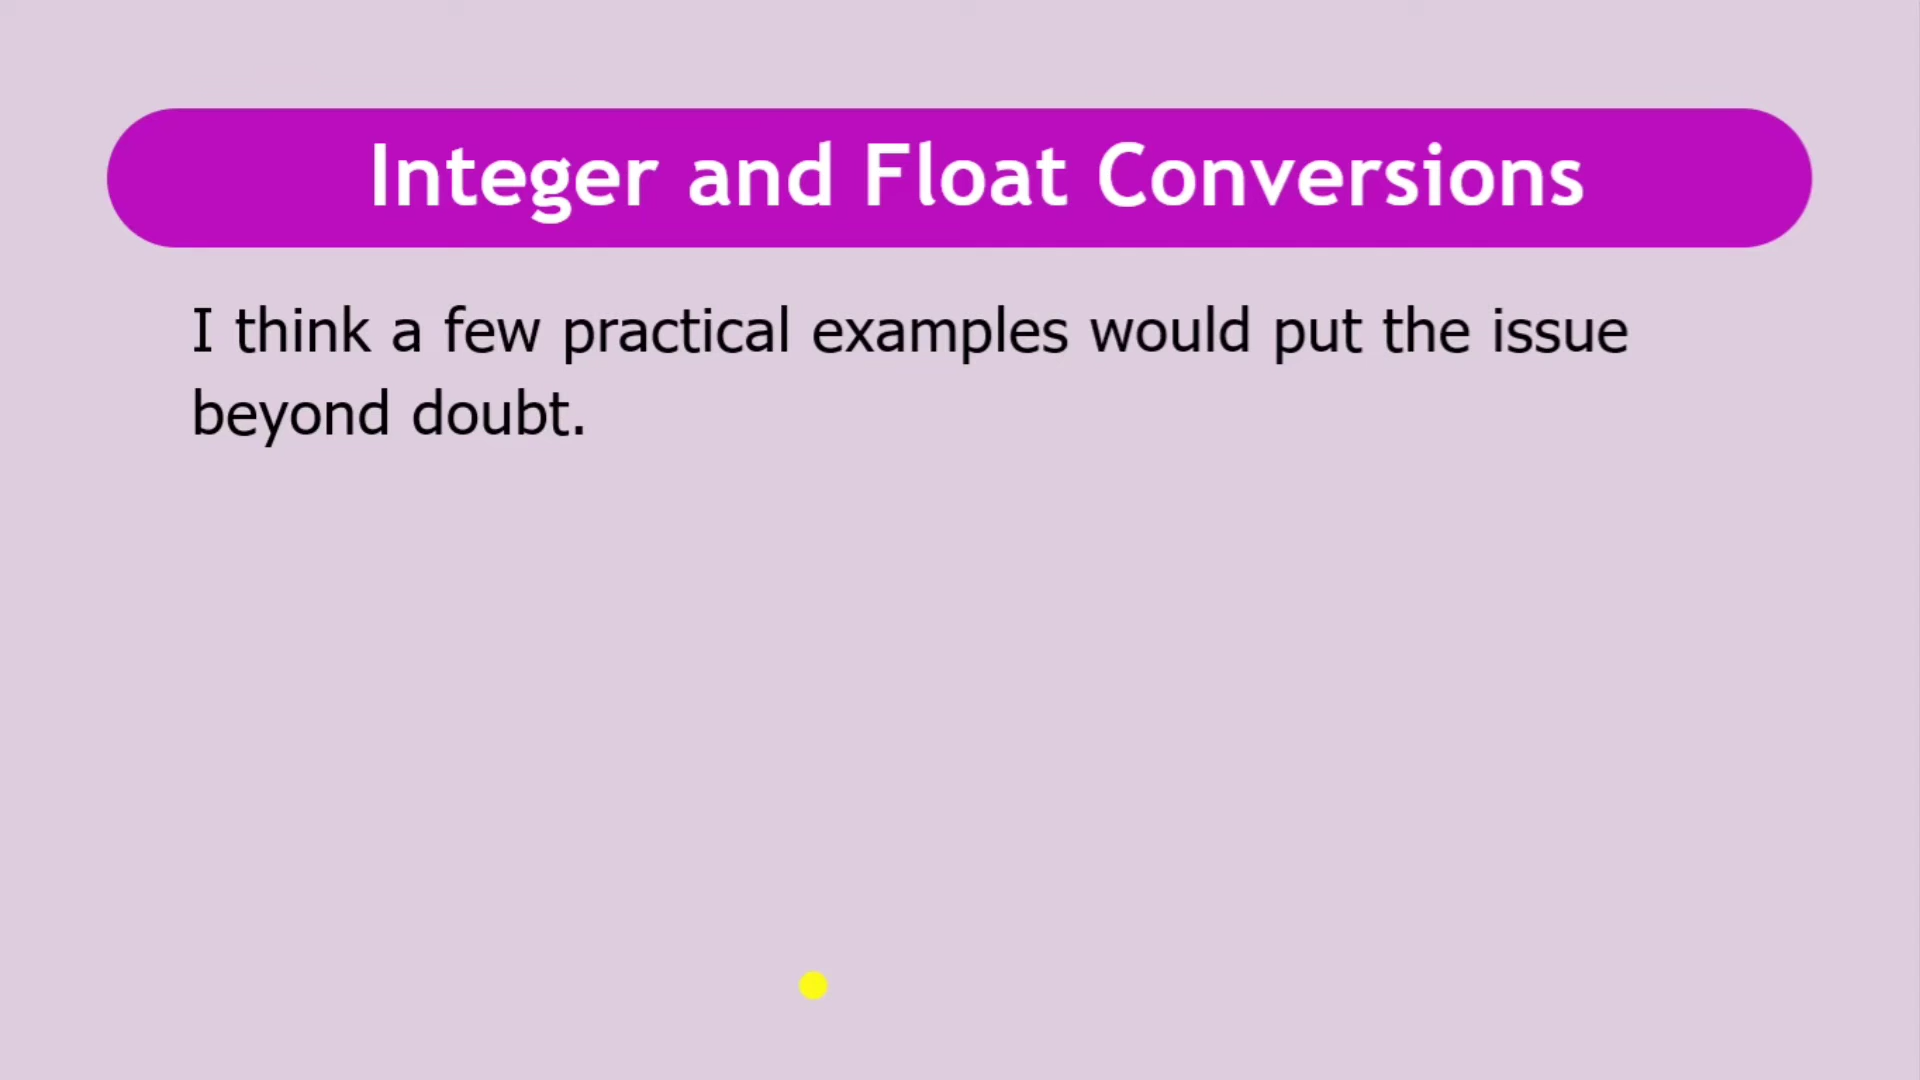 Integer and Float Conversions
I think a few practical examples would put the issue
beyond doubt.